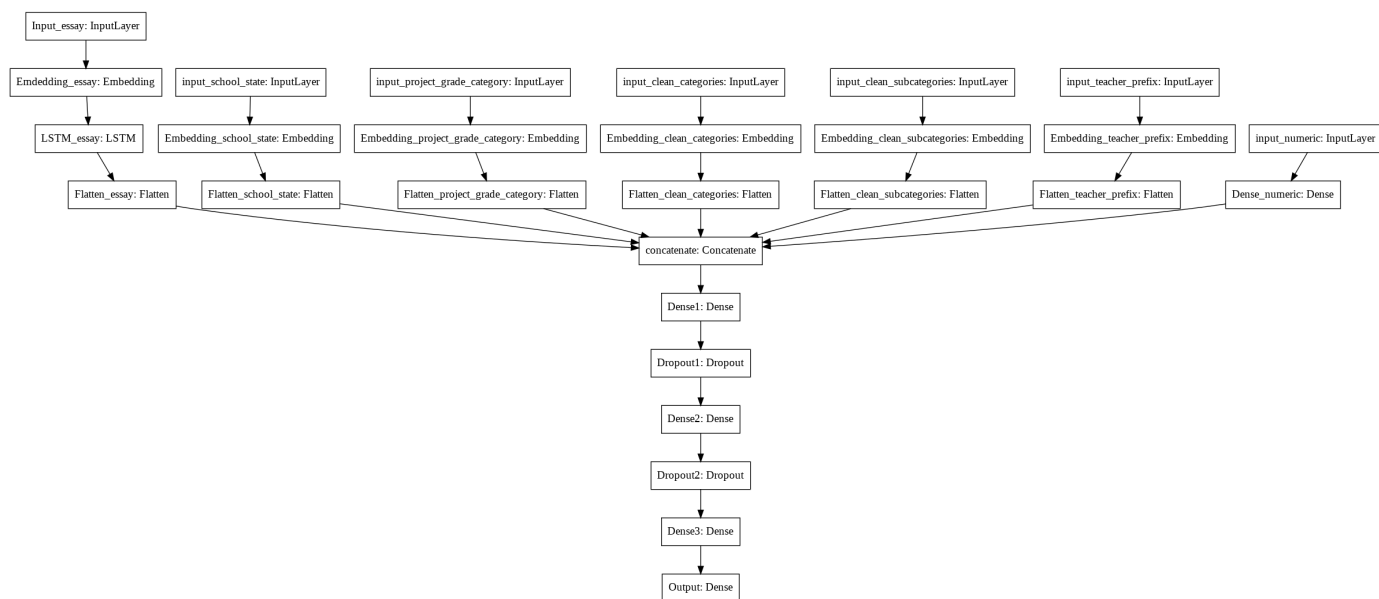 Input_essay: InputLayer
Emdedding_essay: Embedding
input_school_state: InputLayer
input_project_grade_category: InputLayer
input_clean_categories: InputLayer
input_clean_subcategories: InputLayer
input_teacher_prefix: InputLayer
LSTM_essay: LSTM
Embedding_school_state: Embedding
Embedding_project_grade_category: Embedding
Embedding_clean_categories: Embedding
Embedding_clean_subcategories: Embedding
Embedding_teacher_prefix: Embedding
input_numeric: InputLayer
Flatten_essay: Flatten
Flatten_school_state: Flatten
Flatten_project_grade_category: Flatten
Flatten_clean_categories: Flatten
Flatten_clean_subcategories: Flatten
Flatten_teacher_prefix: Flatten
Dense_numeric: Dense
concatenate: Concatenate
Dense1: Dense
Dropout1: Dropout
Dense2: Dense
Dropout2: Dropout
Dense3: Dense
Output: Dense